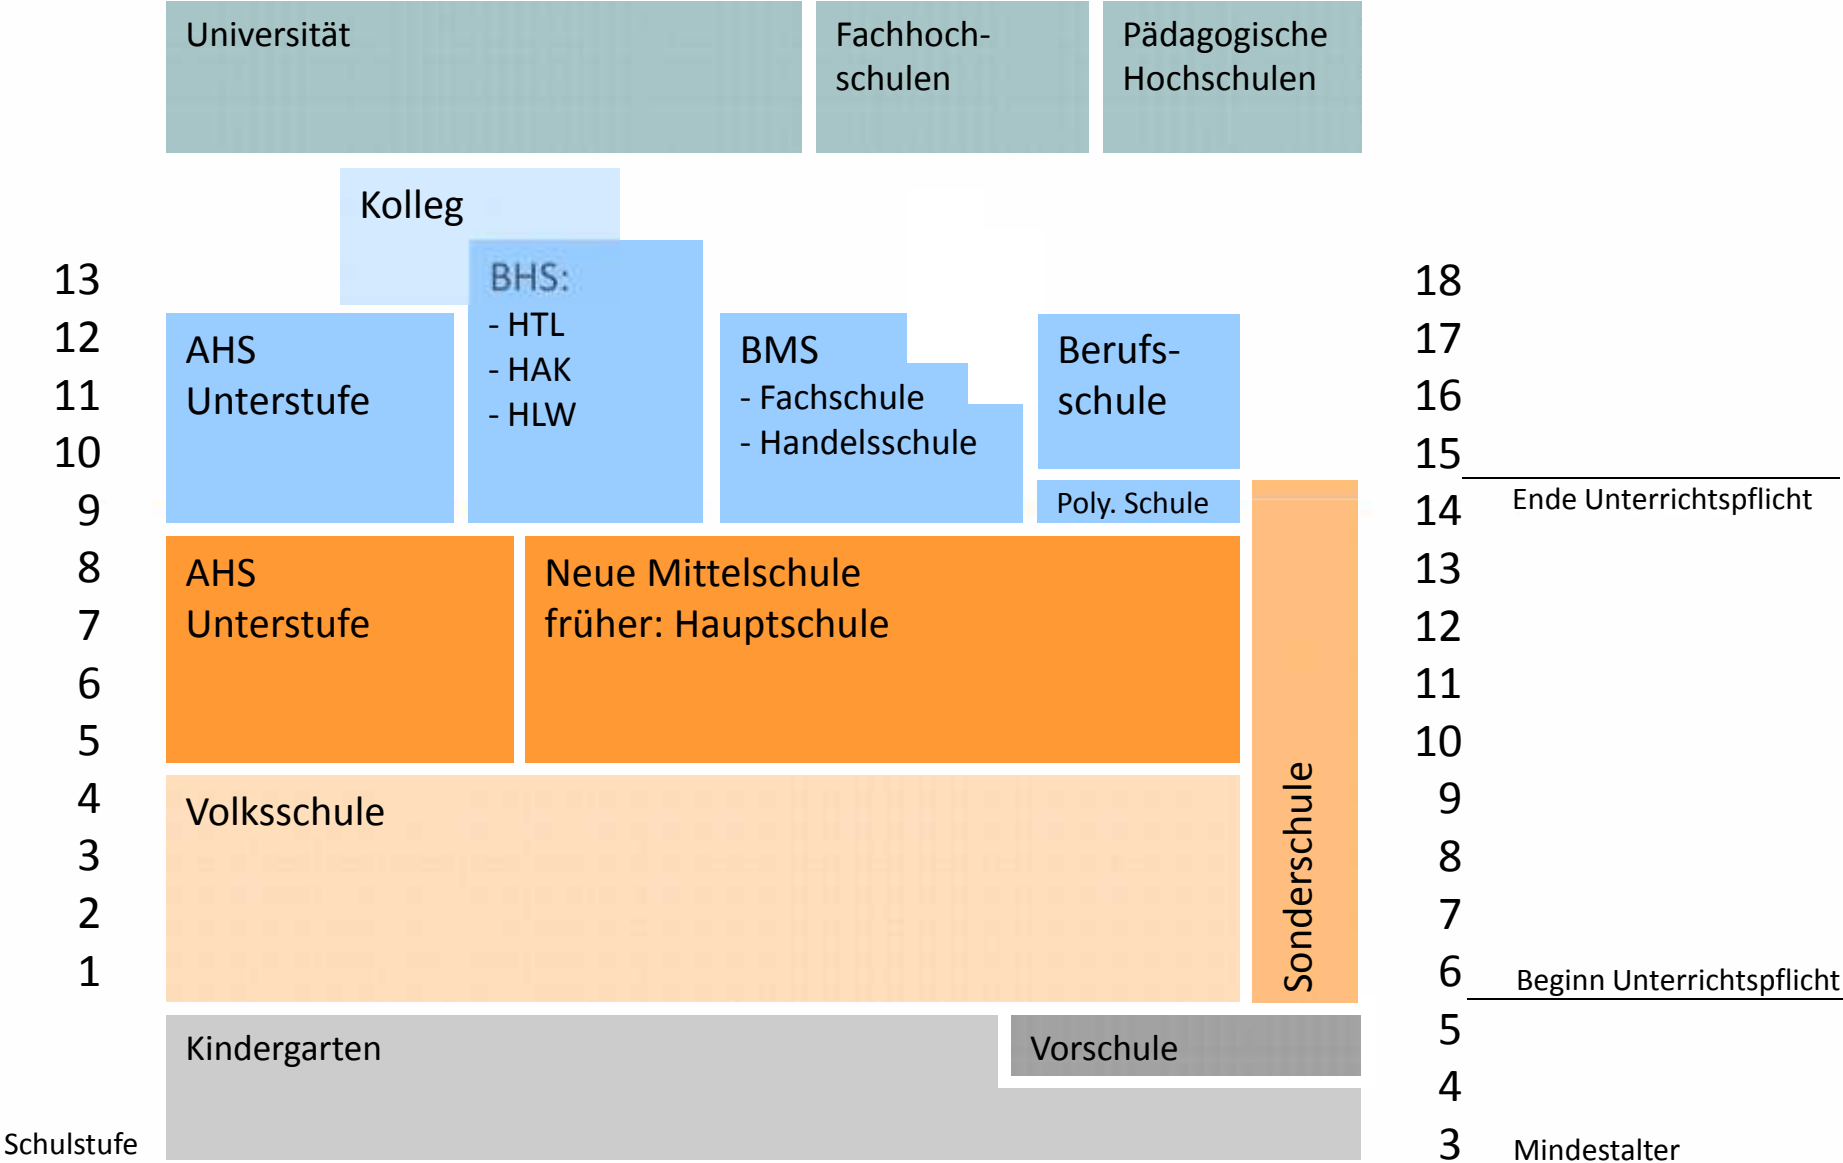 Universität
Fachhoch-
schulen
Pädagogische
Hochschulen
Kolleg
13
BHS:
18
12
AHS
Unterstufe
- HTL
- HAK
- HLW
BMS
- Fachschule
- Handelsschule
Berufs-
schule
17
11
16
10
15
9
Poly. Schule
14
Ende Unterrichtspflicht
8
AHS
Unterstufe
Neue Mittelschule
früher: Hauptschule
13
7
12
6
11
5
10
4
Volksschule
Sonderschule
9
3
8
2
7
1
6
Beginn Unterrichtspflicht
Kindergarten
Vorschule
5
4
Schulstufe
3
Mindestalter